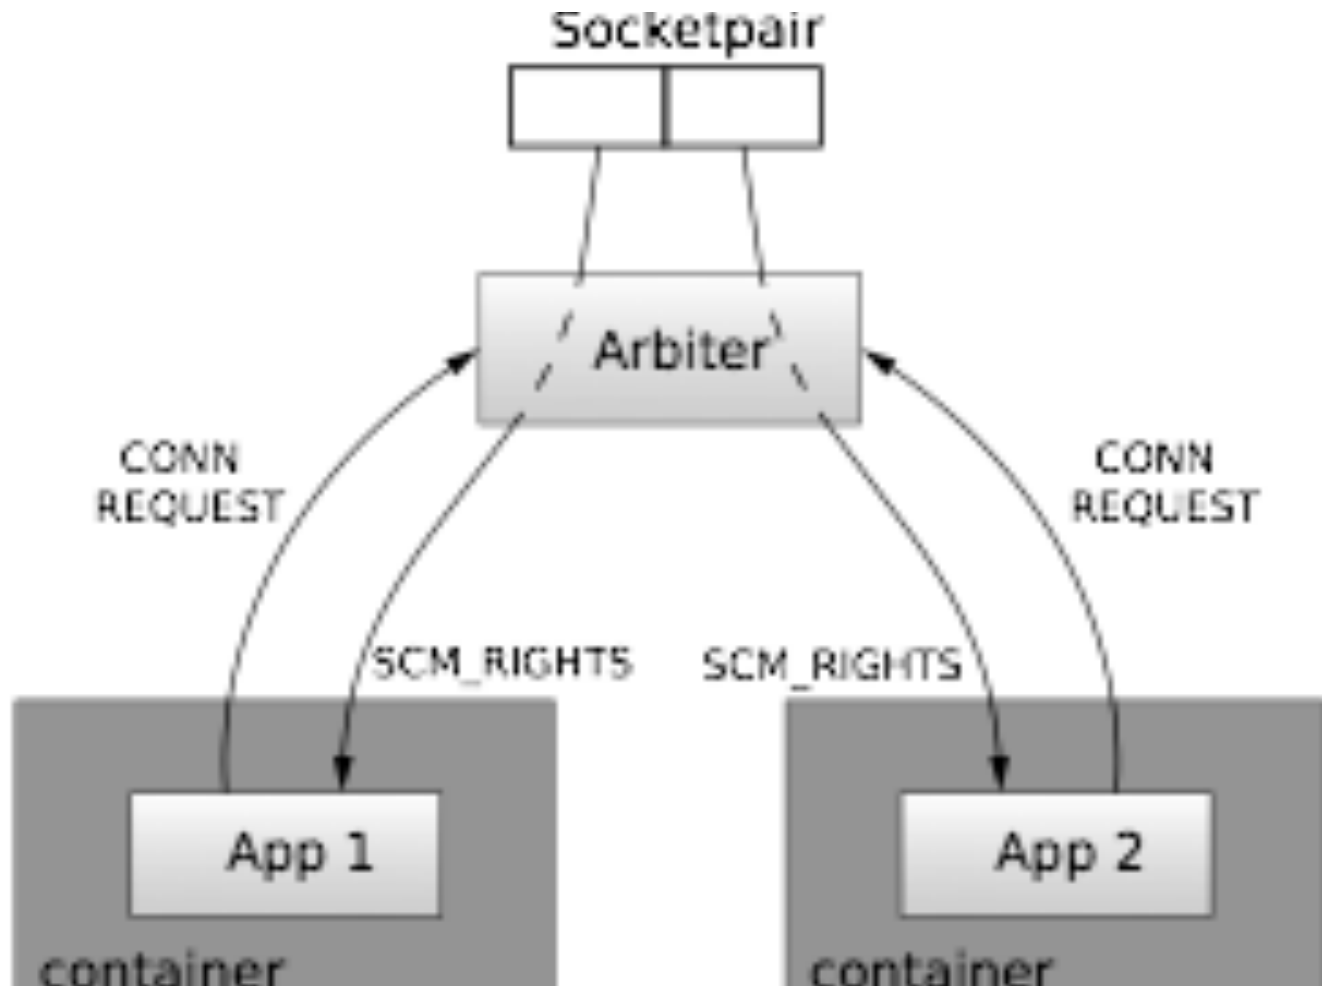 Socketpair
Arbiter
CONN
REQUEST
CONN
REQUEST
SCM_RIGHTS
SCM_RIGHTS
App 1
App 2
container
container